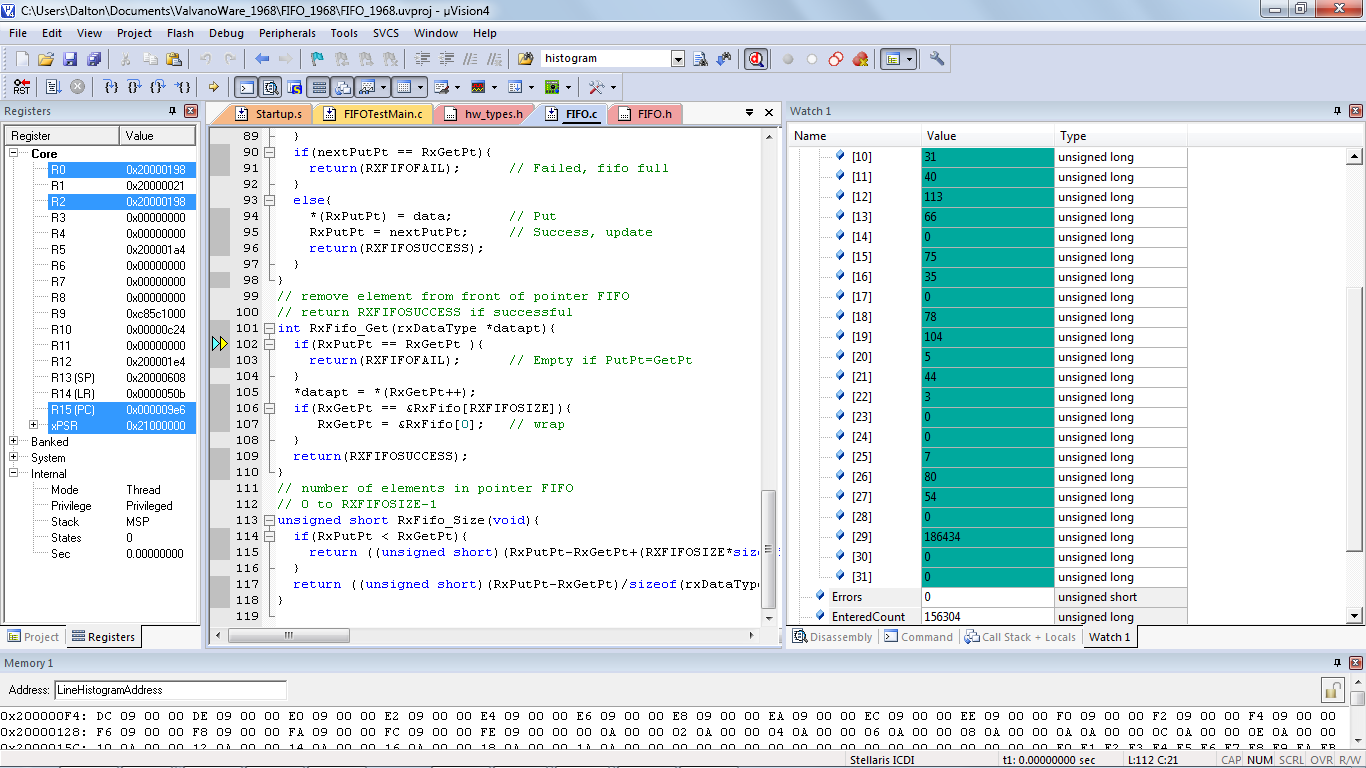 C:\Users\Dalton\Documents\ValvanoWare_1968\FIFO_1968\FIFO_1968.uvproj - µVision4
File Edit View Project Flash Debug Peripherals Tools SVCS Window Help
histogram
RST
Registers
Register Value
Core
R0 0x20000198
R1 0x20000021
R2 0x20000198
R3 0x00000000
R4 0x00000000
R5 0x200001a4
R6 0x00000000
R7 0x00000000
R8 0x00000000
R9 0xc85c1000
R10 0x00000c24
R11 0x00000000
R12 0x200001e4
R13 (SP) 0x20000608
R14 (LR) 0x0000050b
R15 (PC) 0x000009e6
xPSR 0x21000000
Banked
System
Internal
Mode Thread
Privilege Privileged
Stack MSP
States 0
Sec 0.00000000
Project Registers
Startup.s FIFOTestMain.c hw_types.h FIFO.c FIFO.h
89 }
90 if(nextPutPt == RxGetPt){
91 return(RXFIFOFAIL); // Failed, fifo full
92 }
93 else{
94 *(RxPutPt) = data; // Put
95 RxPutPt = nextPutPt; // Success, update
96 return(RXFIFOSUCCESS);
97 }
98 }
99 // remove element from front of pointer FIFO
100 // return RXFIFOSUCCESS if successful
101 int RxFifo_Get(rxDataType *datapt){
102 if(RxPutPt == RxGetPt ){
103 return(RXFIFOFAIL); // Empty if PutPt=GetPt
104 }
105 *datapt = *(RxGetPt++);
106 if(RxGetPt == &RxFifo[RXFIFOSIZE]){
107 RxGetPt = &RxFifo[0]; // wrap
108 }
109 return(RXFIFOSUCCESS);
110 }
111 // number of elements in pointer FIFO
112 // 0 to RXFIFOSIZE-1
113 unsigned short RxFifo_Size(void){
114 if(RxPutPt < RxGetPt){
115 return ((unsigned short)(RxPutPt-RxGetPt+(RXFIFOSIZE*size
116 }
117 return ((unsigned short)(RxPutPt-RxGetPt)/sizeof(rxDataType
118 }
119
Watch 1
Name Value Type
[10] 31 unsigned long
[11] 40 unsigned long
[12] 113 unsigned long
[13] 66 unsigned long
[14] 0 unsigned long
[15] 75 unsigned long
[16] 35 unsigned long
[17] 0 unsigned long
[18] 78 unsigned long
[19] 104 unsigned long
[20] 5 unsigned long
[21] 44 unsigned long
[22] 3 unsigned long
[23] 0 unsigned long
[24] 0 unsigned long
[25] 7 unsigned long
[26] 80 unsigned long
[27] 54 unsigned long
[28] 0 unsigned long
[29] 186434 unsigned long
[30] 0 unsigned long
[31] 0 unsigned long
Errors 0 unsigned short
EnteredCount 156304 unsigned long
Disassembly Command Call Stack + Locals Watch 1
Memory 1
Address: LineHistogramAddress
0x200000F4: DC 09 00 00 DE 09 00 00 E0 09 00 00 E2 09 00 00 E4 09 00 00 E6 09 00 00 E8 09 00 00 EA 09 00 00 EC 09 00 00 EE 09 00 00 F0 09 00 00 F2 09 00 00 F4 09 00 00
0x20000128: F6 09 00 00 F8 09 00 00 FA 09 00 00 FC 09 00 00 FE 09 00 00 00 0A 00 00 02 0A 00 00 04 0A 00 00 06 0A 00 00 08 0A 00 00 0A 0A 00 00 0C 0A 00 00 0E 0A 00 00
Stellaris ICDI t1: 0.00000000 sec L:112 C:21 CAP NUM SCRL OVR R/W